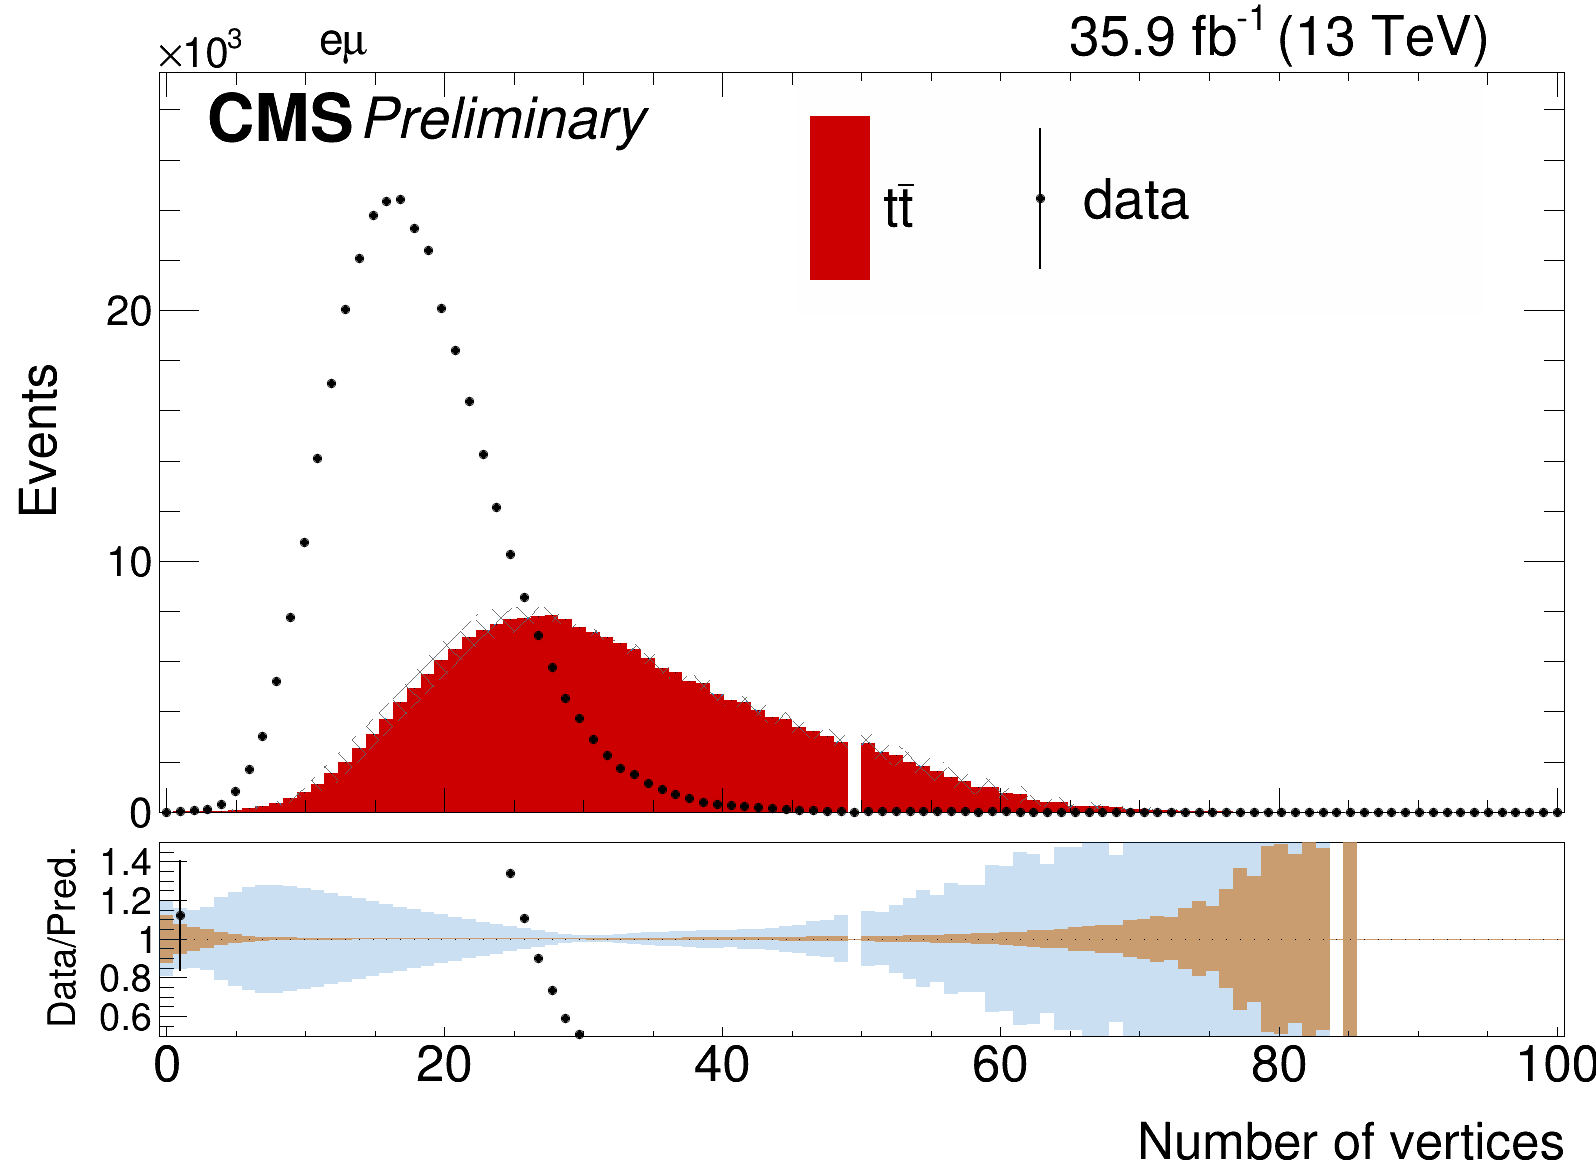 ×10³ eμ 35.9 fb⁻¹ (13 TeV)
CMS Preliminary
tt̄ data
20
10
0
Events
1.4
1.2
1
0.8
0.6
Data/Pred.
0 20 40 60 80 100
Number of vertices